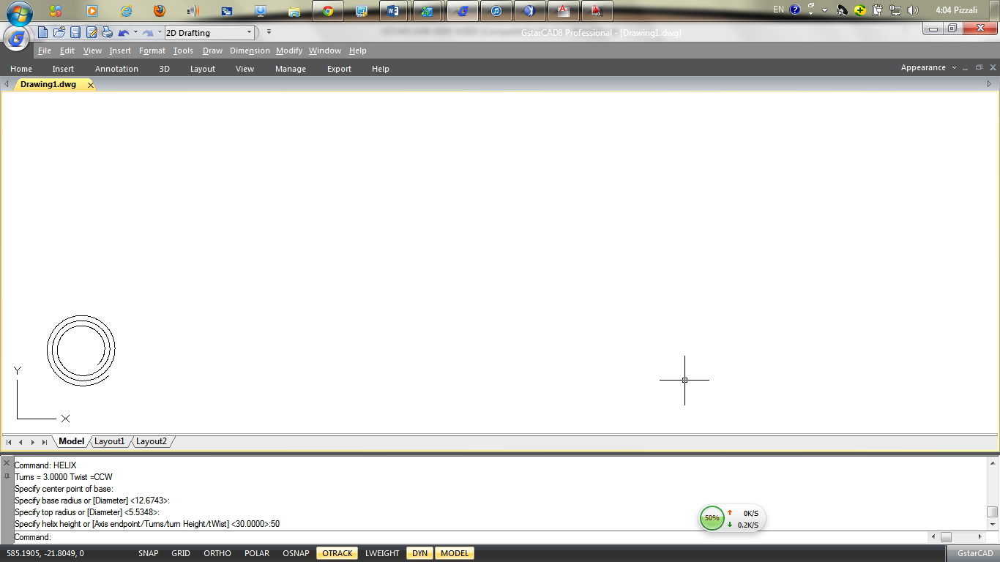 EN
4:04 Pizzali
2D Drafting
GstarCAD8 Professional - [Drawing1.dwg]
File Edit View Insert Format Tools Draw Dimension Modify Window Help
Home Insert Annotation 3D Layout View Manage Export Help
Appearance
Drawing1.dwg
Y
X
Model Layout1 Layout2
Command: HELIX
Turns = 3.0000 Twist =CCW
Specify center point of base:
Specify base radius or [Diameter] <12.6743>:
Specify top radius or [Diameter] <5.5348>:
Specify helix height or [Axis endpoint/Turns/turn Height/tWist] <30.0000>:50
Command:
50%
0K/S
0.2K/S
585.1905, -21.8049, 0
SNAP GRID ORTHO POLAR OSNAP OTRACK LWEIGHT DYN MODEL
GstarCAD